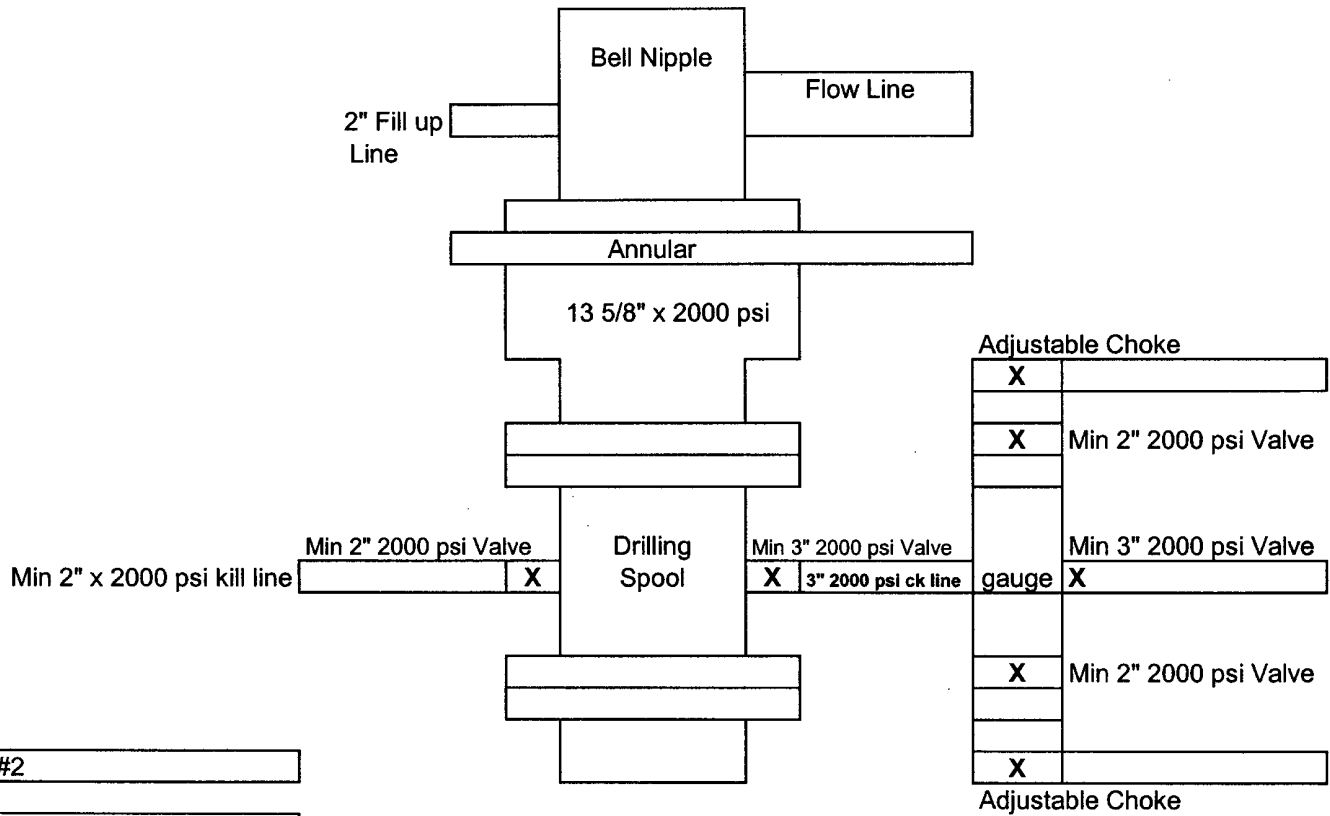 Bell Nipple
Flow Line
2" Fill up
Line
Annular
13 5/8" x 2000 psi
Adjustable Choke
X
X Min 2" 2000 psi Valve
Min 2" 2000 psi Valve
Drilling
Spool
Min 3" 2000 psi Valve
Min 3" 2000 psi Valve
Min 2" x 2000 psi kill line
X
X
3" 2000 psi ck line
gauge
X
X Min 2" 2000 psi Valve
#2
X
Adjustable Choke